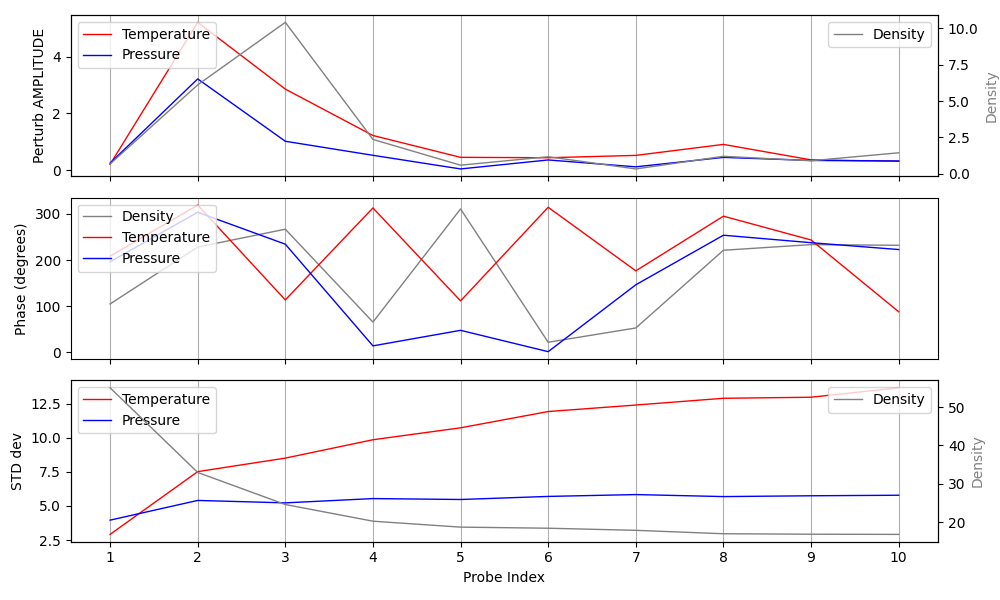 Perturb AMPLITUDE
4
2
0
Temperature
Pressure
Density
10.0
7.5
5.0
2.5
0.0
Density
Phase (degrees)
300
200
100
0
Density
Temperature
Pressure
STD dev
12.5
10.0
7.5
5.0
2.5
Temperature
Pressure
Density
50
40
30
20
Density
1 2 3 4 5 6 7 8 9 10
Probe Index